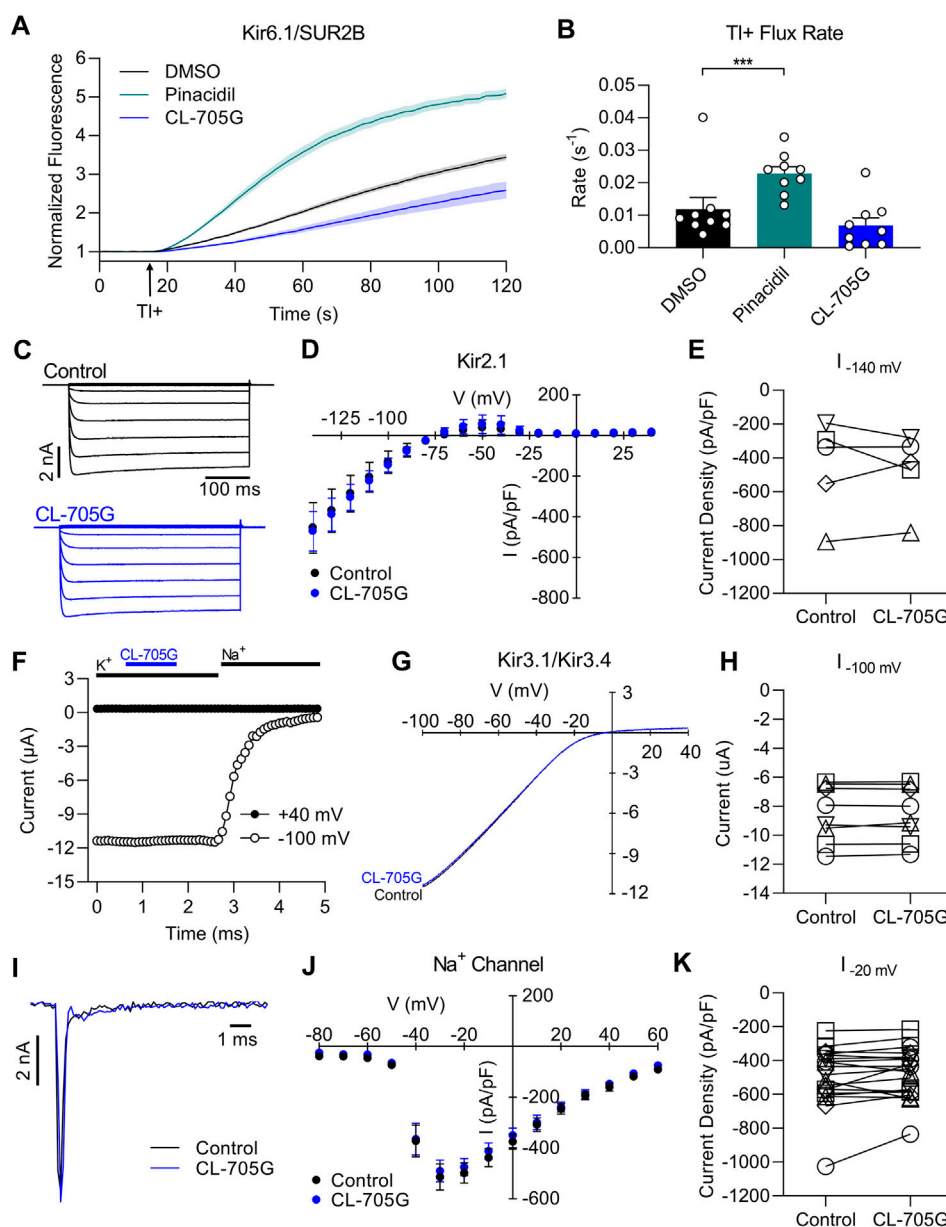 A
Kir6.1/SUR2B
Normalized Fluorescence
6
5
4
3
2
1
DMSO
Pinacidil
CL-705G
0 20 40 60 80 100 120
Tl+
Time (s)
B
Tl+ Flux Rate
***
Rate (s-1)
0.05
0.04
0.03
0.02
0.01
0.00
DMSO
Pinacidil
CL-705G
C
Control
2 nA
100 ms
CL-705G
D
Kir2.1
V (mV)
-125 -100 -75 -50 -25 25
200
-200
-400
-600
-800
I (pA/pF)
Control
CL-705G
E
I -140 mV
Current Density (pA/pF)
0
-200
-400
-600
-800
-1000
-1200
Control CL-705G
F
K+ CL-705G Na+
Current (μA)
3
0
-3
-6
-9
-12
-15
+40 mV
-100 mV
0 1 2 3 4 5
Time (ms)
G
Kir3.1/Kir3.4
V (mV)
-100 -80 -60 -40 -20 20 40
3
-3
-6
-9
-12
CL-705G
Control
H
I -100 mV
Current (uA)
0
-2
-4
-6
-8
-10
-12
-14
Control CL-705G
I
2 nA
1 ms
Control
CL-705G
J
Na+ Channel
V (mV)
-80 -60 -40 -20 0 20 40 60
200
-200
-400
-600
I (pA/pF)
Control
CL-705G
K
I -20 mV
Current Density (pA/pF)
0
-200
-400
-600
-800
-1000
-1200
Control CL-705G